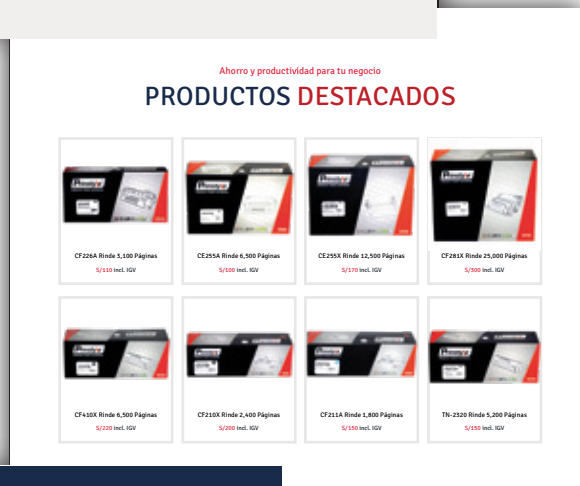 Ahorro y productividad para tu negocio
PRODUCTOS DESTACADOS
CF226A Rinde 3,100 Páginas
S/110 incl. IGV
CE255A Rinde 6,500 Páginas
S/100 incl. IGV
CE255X Rinde 12,500 Páginas
S/170 incl. IGV
CF281X Rinde 25,000 Páginas
S/300 incl. IGV
CF410X Rinde 6,500 Páginas
S/220 incl. IGV
CF210X Rinde 2,400 Páginas
S/200 incl. IGV
CF211A Rinde 1,800 Páginas
S/150 incl. IGV
TN-2320 Rinde 5,200 Páginas
S/150 incl. IGV